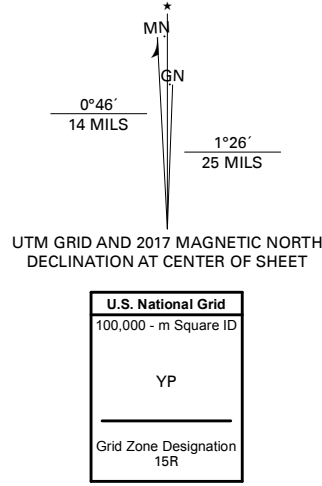 ★
MN
GN
0°46´
14 MILS
1°26´
25 MILS
UTM GRID AND 2017 MAGNETIC NORTH
DECLINATION AT CENTER OF SHEET
U.S. National Grid
100,000 - m Square ID
YP
Grid Zone Designation
15R